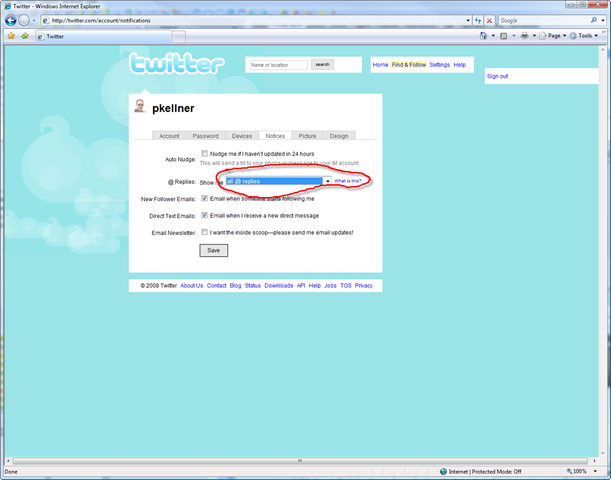 Twitter - Windows Internet Explorer
http://twitter.com/account/notifications
Google
Twitter
Page Tools
twitter
Name or location search
Home Find & Follow Settings Help
Sign out
pkellner
Account Password Devices Notices Picture Design
Auto Nudge: Nudge me if I haven't updated in 24 hours
This will send a bit to your phone or message to your IM account.
@ Replies: Show me all @ replies What is this?
New Follower Emails: Email when someone starts following me
Direct Text Emails: Email when I receive a new direct message
Email Newsletter: I want the inside scoop—please send me email updates!
Save
© 2008 Twitter About Us Contact Blog Status Downloads API Help Jobs TOS Privacy
Done Internet | Protected Mode: Off 100%